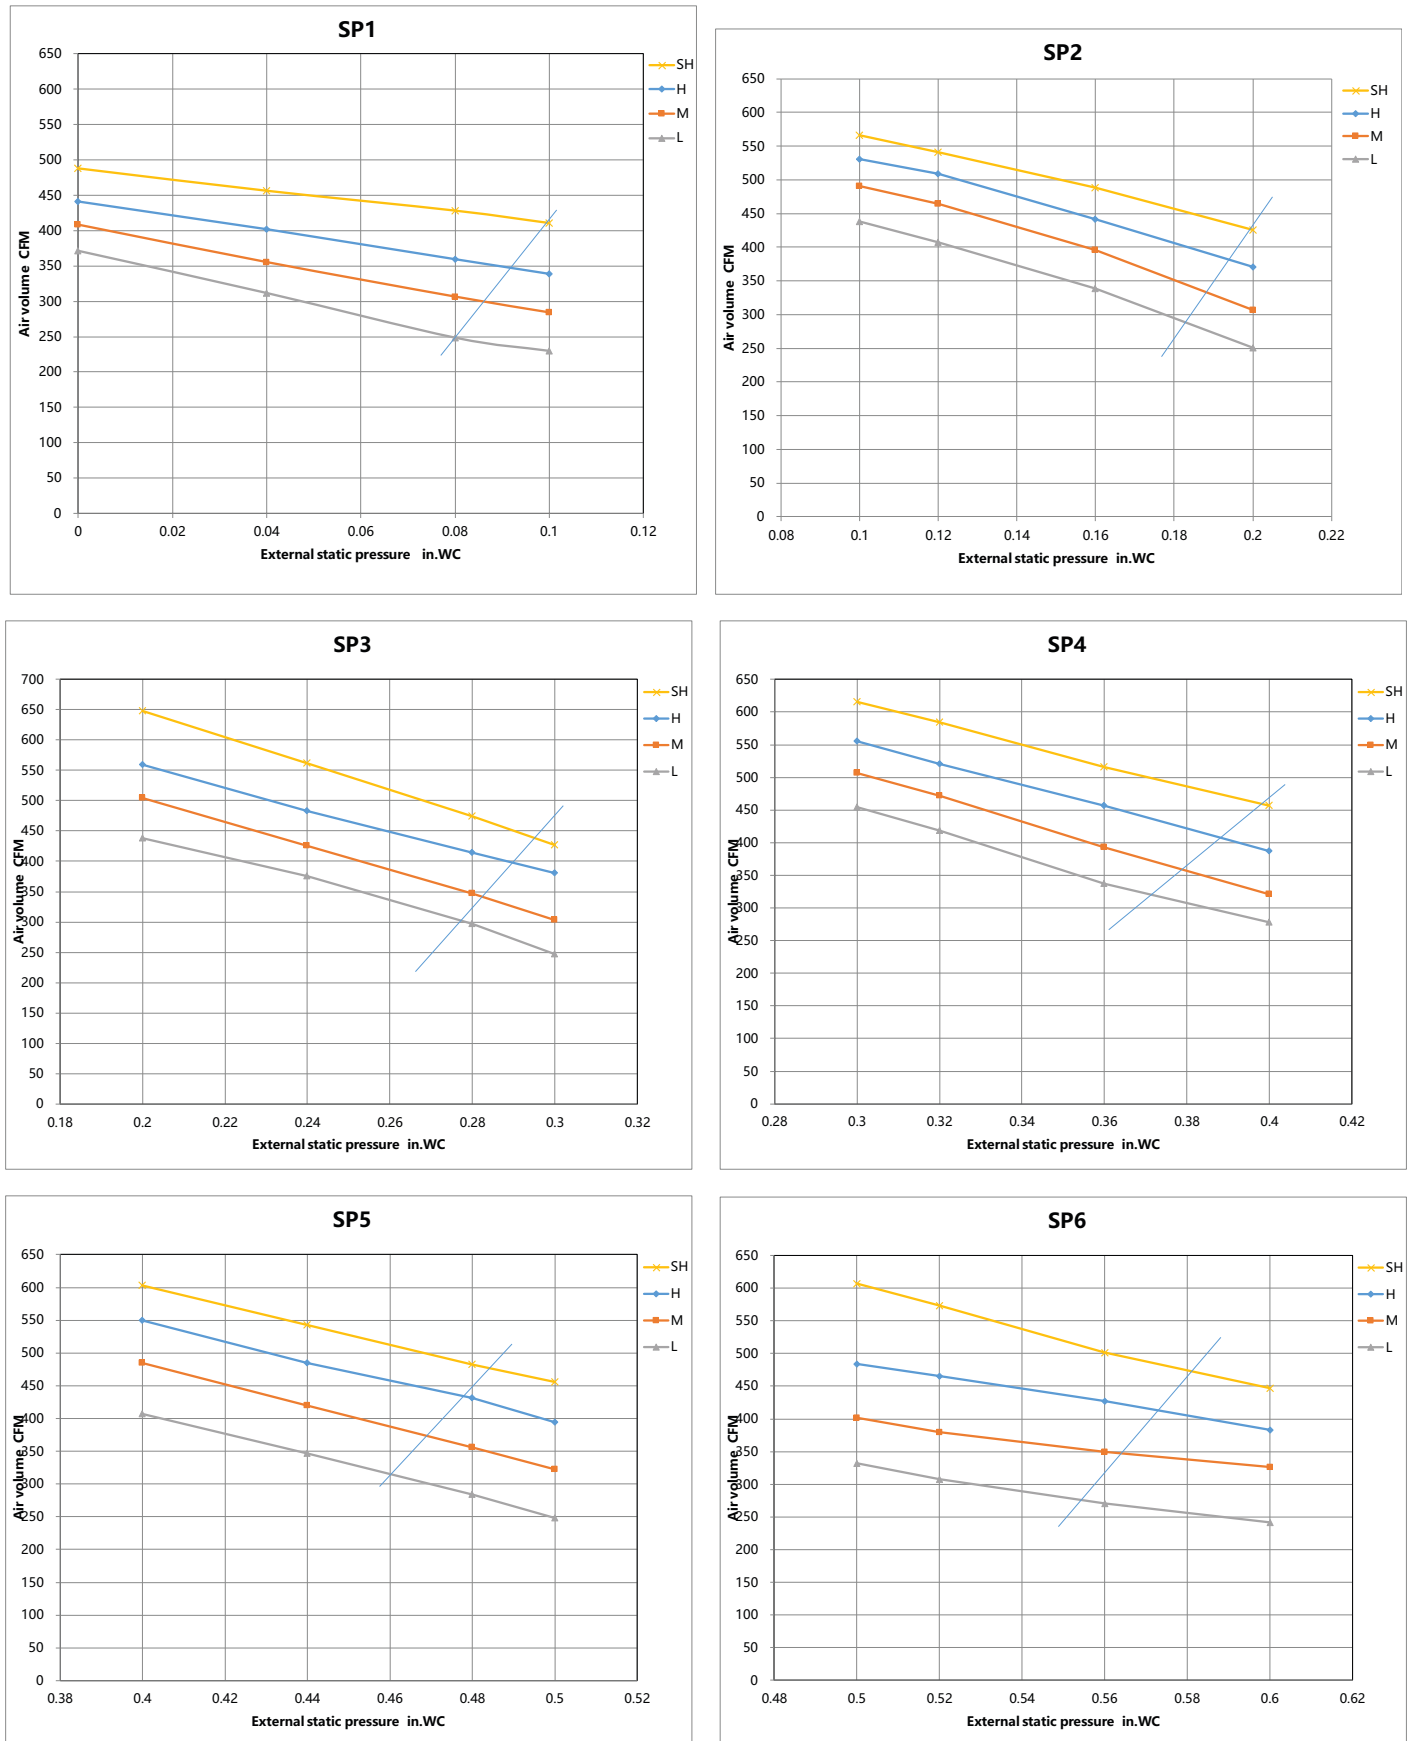 SP1
650
600
550
500
450
400
350
300
250
200
150
100
50
0
Air volume CFM
0 0.02 0.04 0.06 0.08 0.1 0.12
External static pressure in.WC
SH
H
M
L
SP2
650
600
550
500
450
400
350
300
250
200
150
100
50
0
Air volume CFM
0.08 0.1 0.12 0.14 0.16 0.18 0.2 0.22
External static pressure in.WC
SH
H
M
L
SP3
700
650
600
550
500
450
400
350
300
250
200
150
100
50
0
Air volume CFM
0.18 0.2 0.22 0.24 0.26 0.28 0.3 0.32
External static pressure in.WC
SH
H
M
L
SP4
650
600
550
500
450
400
350
300
250
200
150
100
50
0
Air volume CFM
0.28 0.3 0.32 0.34 0.36 0.38 0.4 0.42
External static pressure in.WC
SH
H
M
L
SP5
650
600
550
500
450
400
350
300
250
200
150
100
50
0
Air volume CFM
0.38 0.4 0.42 0.44 0.46 0.48 0.5 0.52
External static pressure in.WC
SH
H
M
L
SP6
650
600
550
500
450
400
350
300
250
200
150
100
50
0
Air volume CFM
0.48 0.5 0.52 0.54 0.56 0.58 0.6 0.62
External static pressure in.WC
SH
H
M
L